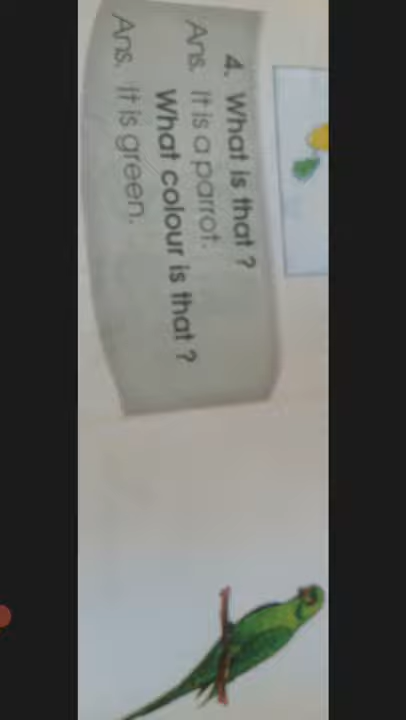 4. What is that ?
Ans. It is a parrot.
What colour is that ?
Ans. It is green.